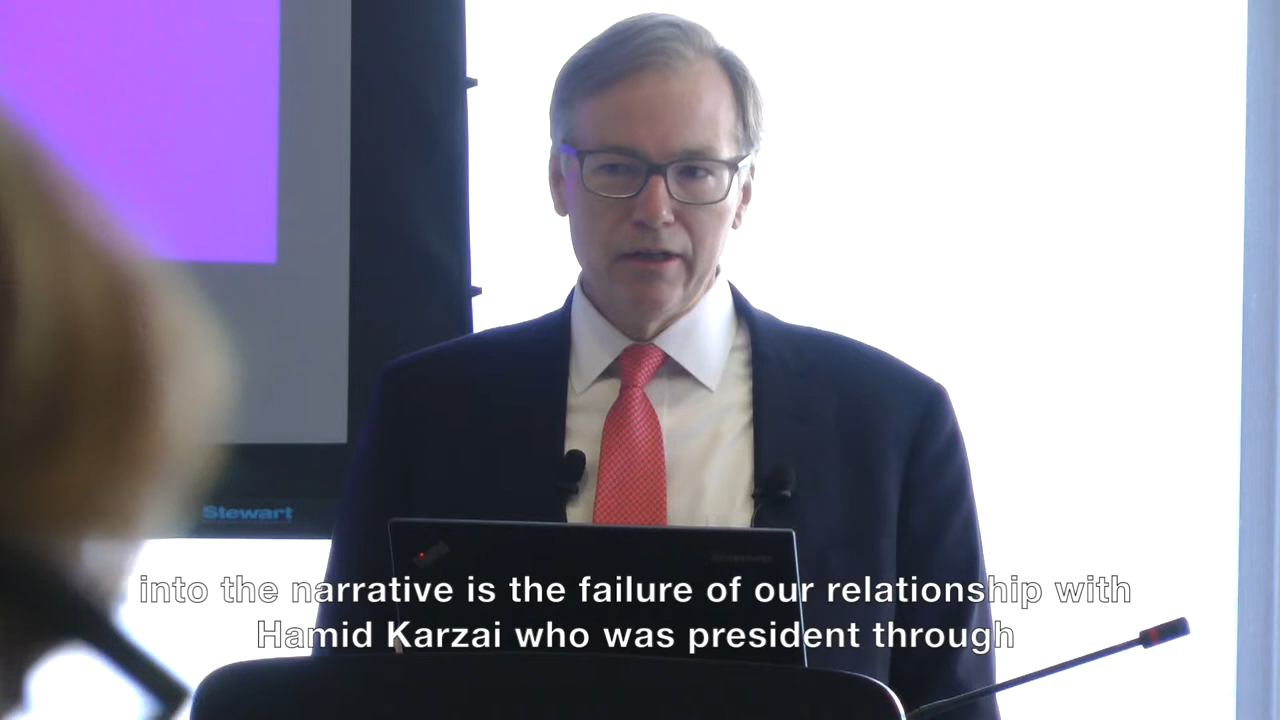 Stewart
into the narrative is the failure of our relationship with
Hamid Karzai who was president through